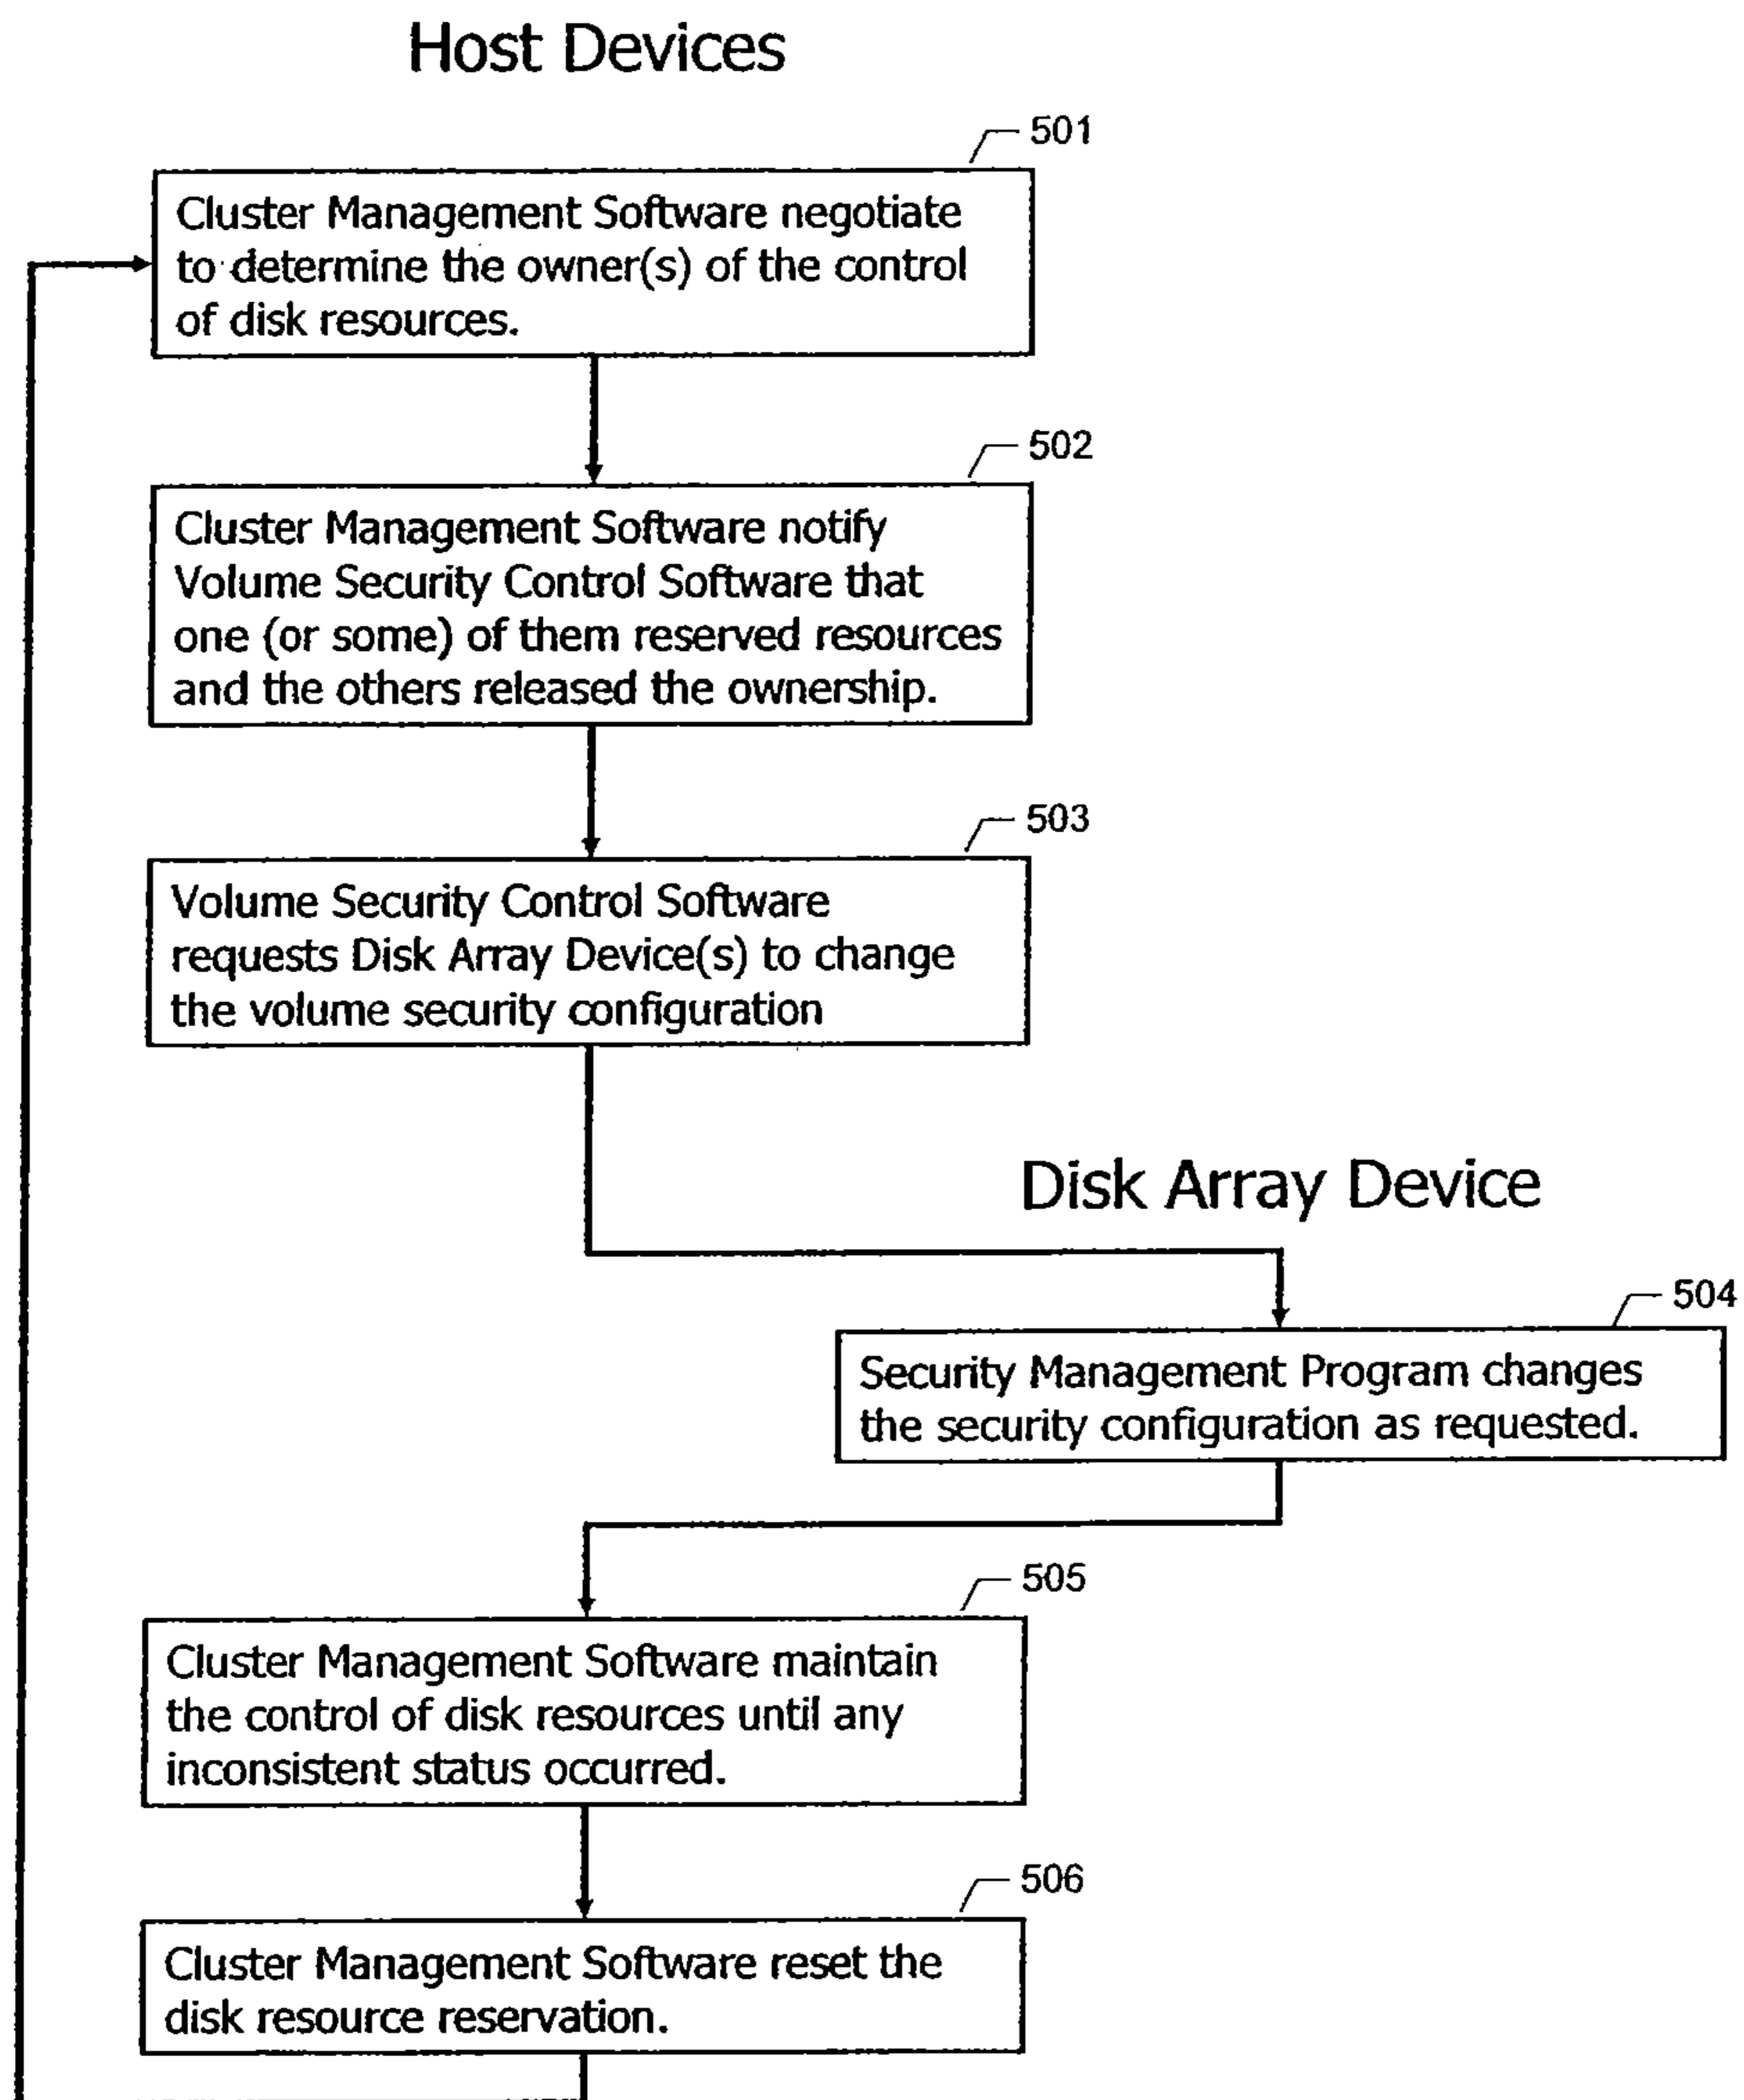 Host Devices
501
Cluster Management Software negotiate
to determine the owner(s) of the control
of disk resources.
502
Cluster Management Software notify
Volume Security Control Software that
one (or some) of them reserved resources
and the others released the ownership.
503
Volume Security Control Software
requests Disk Array Device(s) to change
the volume security configuration
Disk Array Device
504
Security Management Program changes
the security configuration as requested.
505
Cluster Management Software maintain
the control of disk resources until any
inconsistent status occurred.
506
Cluster Management Software reset the
disk resource reservation.